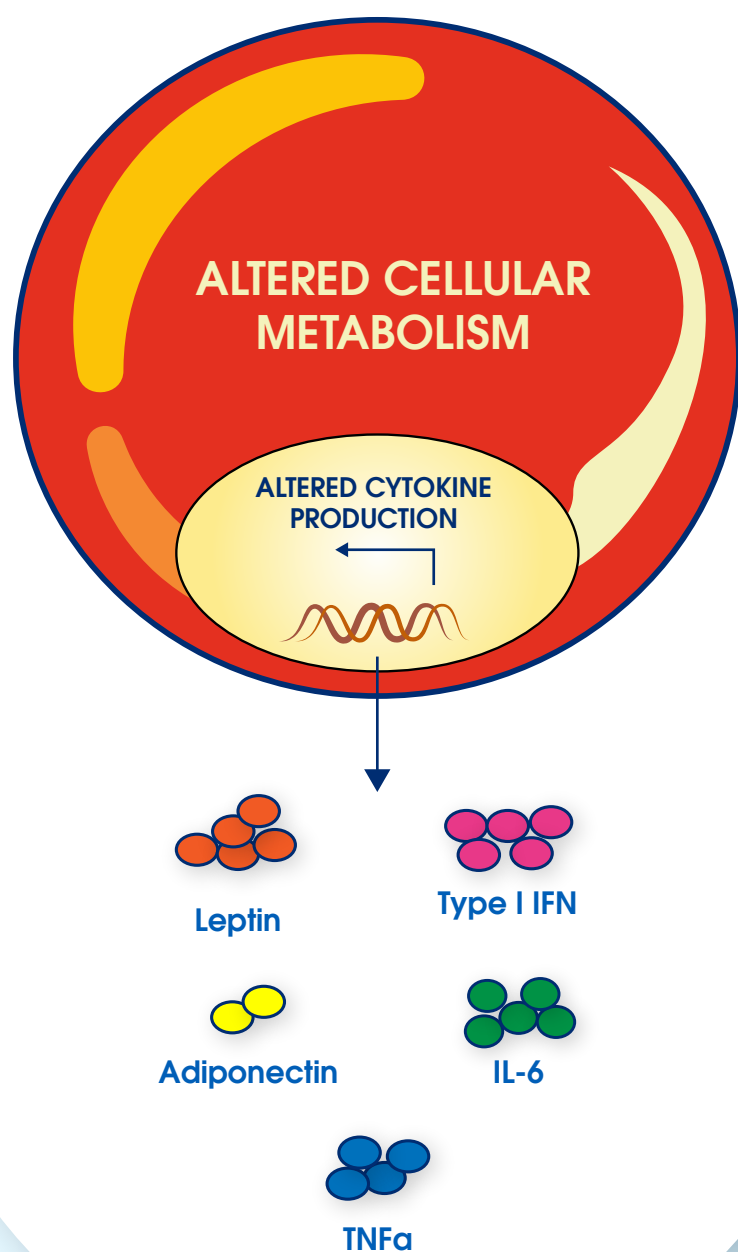 ALTERED CELLULAR
METABOLISM
ALTERED CYTOKINE
PRODUCTION
Leptin
Type I IFN
Adiponectin
IL-6
TNFa